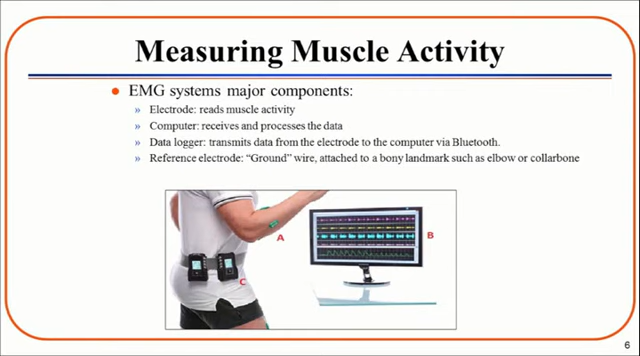 Measuring Muscle Activity
EMG systems major components:
» Electrode: reads muscle activity
» Computer: receives and processes the data
» Data logger: transmits data from the electrode to the computer via Bluetooth.
» Reference electrode: “Ground” wire, attached to a bony landmark such as elbow or collarbone
A
B
C
6